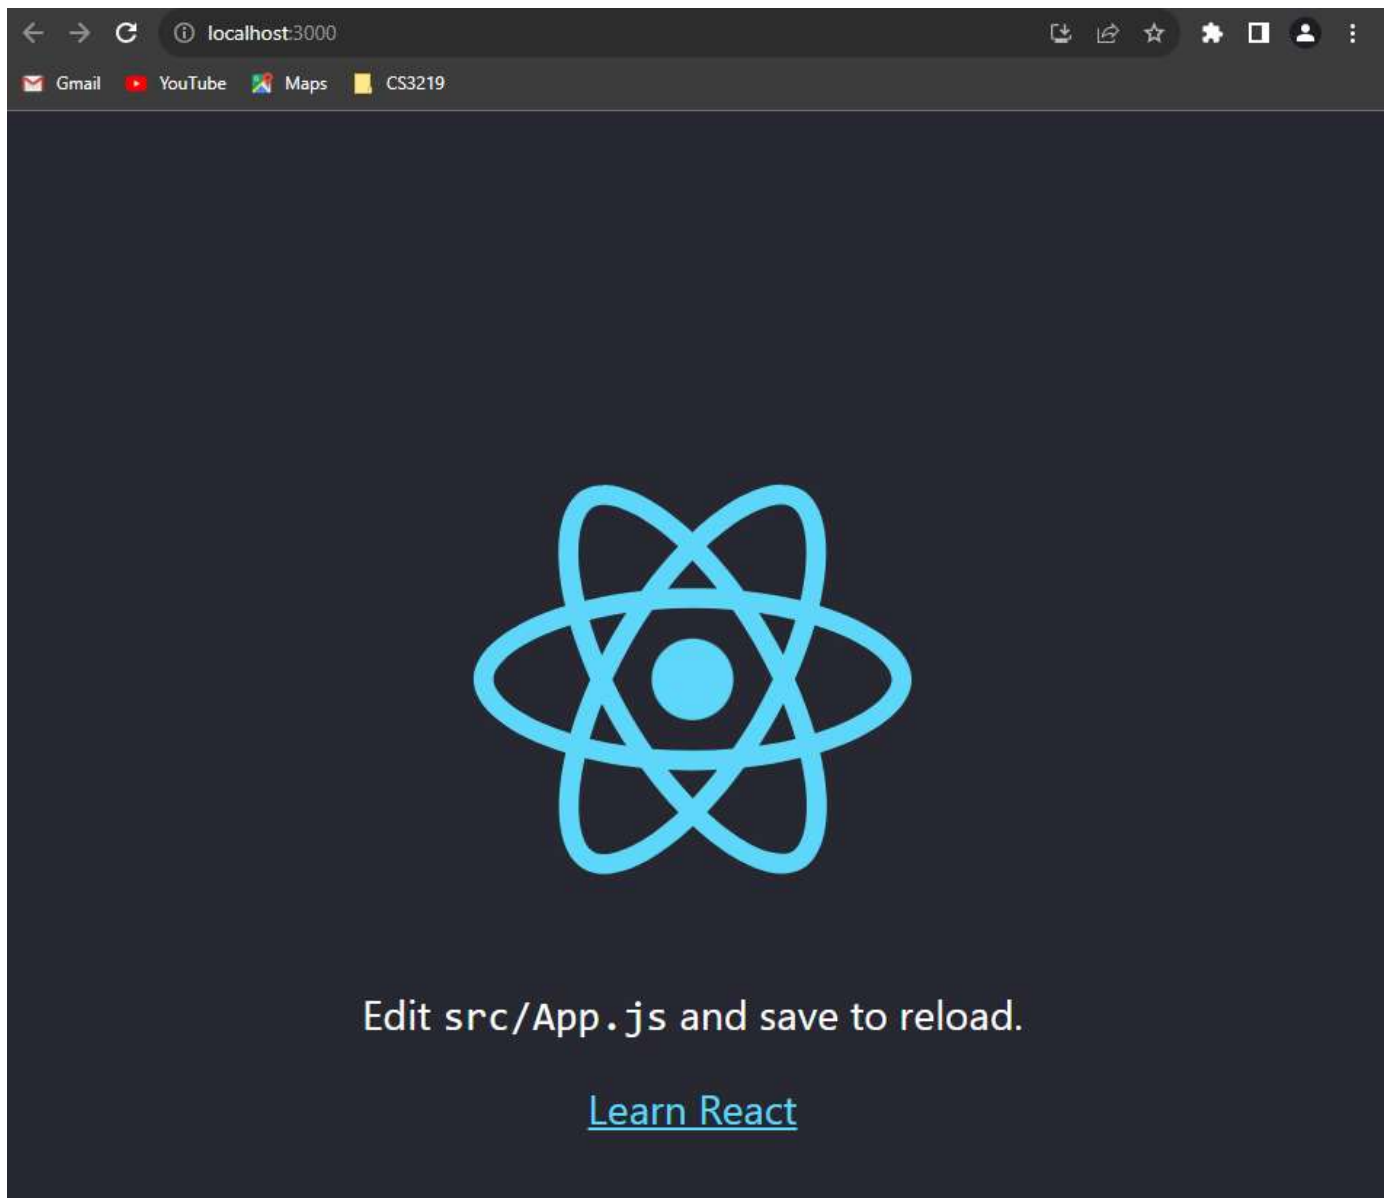 localhost:3000
Gmail YouTube Maps CS3219
Edit src/App.js and save to reload.
Learn React